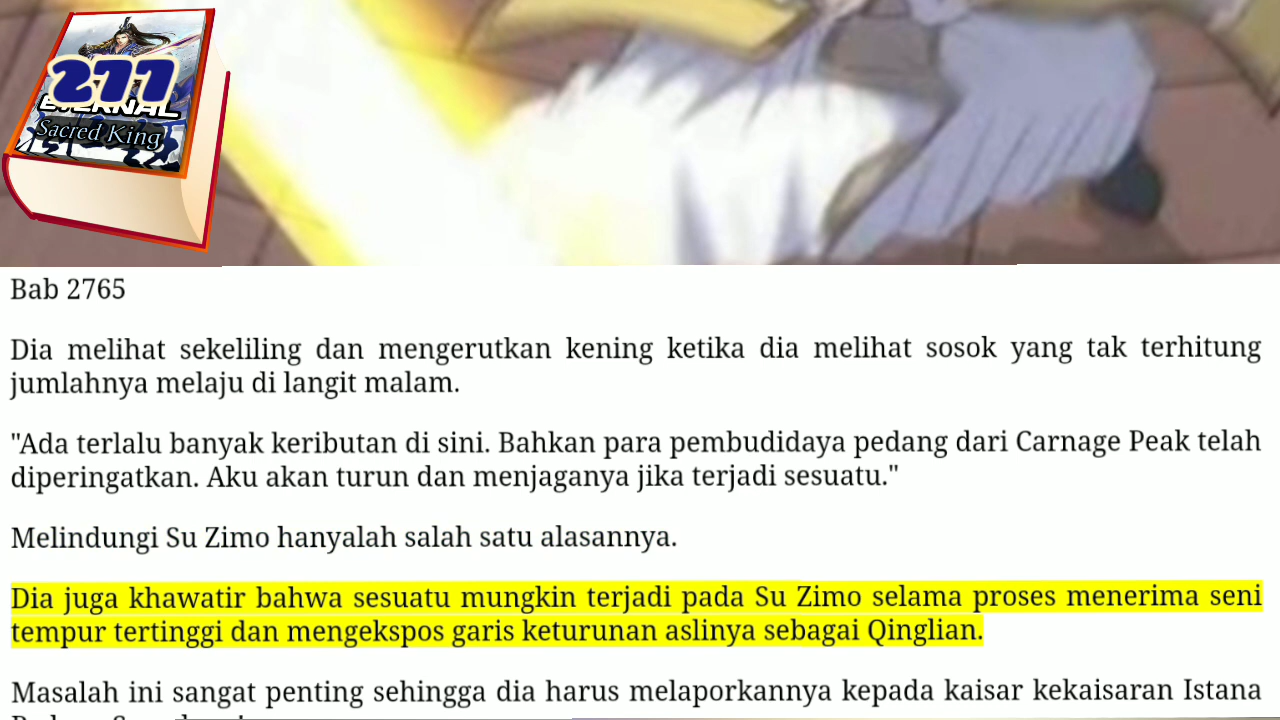 277
ETERNAL
Sacred King
Bab 2765
Dia melihat sekeliling dan mengerutkan kening ketika dia melihat sosok yang tak terhitung
jumlahnya melaju di langit malam.
"Ada terlalu banyak keributan di sini. Bahkan para pembudidaya pedang dari Carnage Peak telah
diperingatkan. Aku akan turun dan menjaganya jika terjadi sesuatu."
Melindungi Su Zimo hanyalah salah satu alasannya.
Dia juga khawatir bahwa sesuatu mungkin terjadi pada Su Zimo selama proses menerima seni
tempur tertinggi dan mengekspos garis keturunan aslinya sebagai Qinglian.
Masalah ini sangat penting sehingga dia harus melaporkannya kepada kaisar kekaisaran Istana